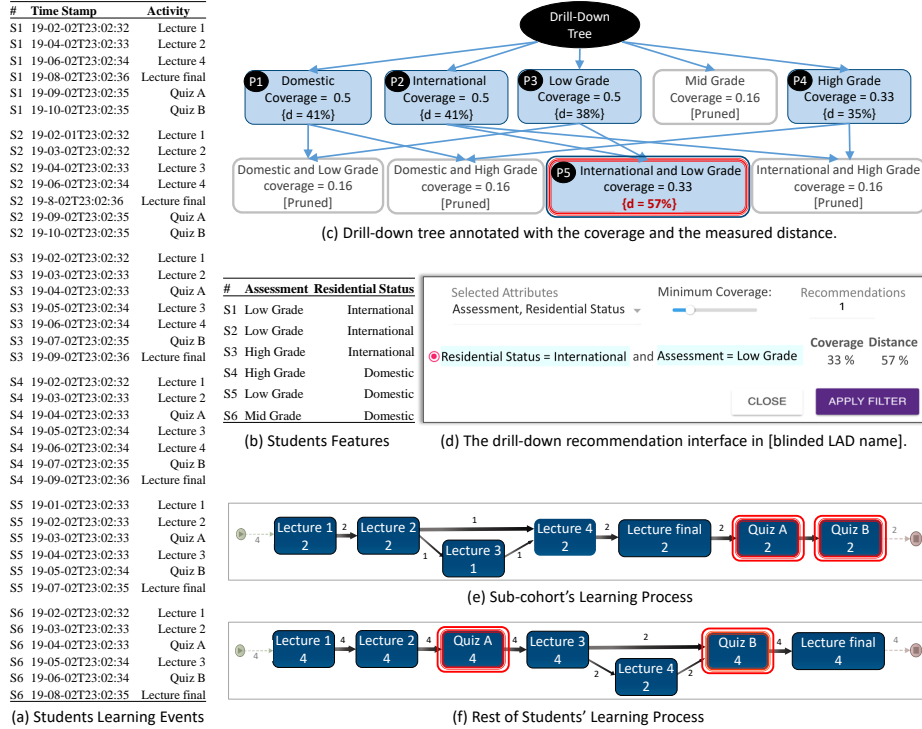 # Time Stamp Activity
S1 19-02-02T23:02:32 Lecture 1
S1 19-04-02T23:02:33 Lecture 2
S1 19-06-02T23:02:34 Lecture 4
S1 19-08-02T23:02:36 Lecture final
S1 19-09-02T23:02:35 Quiz A
S1 19-10-02T23:02:35 Quiz B
S2 19-02-01T23:02:32 Lecture 1
S2 19-03-02T23:02:32 Lecture 2
S2 19-04-02T23:02:33 Lecture 3
S2 19-06-02T23:02:34 Lecture 4
S2 19-8-02T23:02:36 Lecture final
S2 19-09-02T23:02:35 Quiz A
S2 19-10-02T23:02:35 Quiz B
S3 19-02-02T23:02:32 Lecture 1
S3 19-03-02T23:02:33 Lecture 2
S3 19-04-02T23:02:33 Quiz A
S3 19-05-02T23:02:34 Lecture 3
S3 19-06-02T23:02:34 Lecture 4
S3 19-07-02T23:02:35 Quiz B
S3 19-09-02T23:02:36 Lecture final
S4 19-02-02T23:02:32 Lecture 1
S4 19-03-02T23:02:33 Lecture 2
S4 19-04-02T23:02:33 Quiz A
S4 19-05-02T23:02:34 Lecture 3
S4 19-06-02T23:02:34 Lecture 4
S4 19-07-02T23:02:35 Quiz B
S4 19-09-02T23:02:36 Lecture final
S5 19-01-02T23:02:33 Lecture 1
S5 19-02-02T23:02:33 Lecture 2
S5 19-03-02T23:02:33 Quiz A
S5 19-04-02T23:02:33 Lecture 3
S5 19-05-02T23:02:34 Quiz B
S5 19-07-02T23:02:35 Lecture final
S6 19-02-02T23:02:32 Lecture 1
S6 19-03-02T23:02:33 Lecture 2
S6 19-04-02T23:02:33 Quiz A
S6 19-05-02T23:02:34 Lecture 3
S6 19-06-02T23:02:34 Quiz B
S6 19-08-02T23:02:35 Lecture final
(a) Students Learning Events
Drill-Down
Tree
P1
Domestic
Coverage = 0.5
{d = 41%}
P2
International
Coverage = 0.5
{d = 41%}
P3
Low Grade
Coverage = 0.5
{d= 38%}
Mid Grade
Coverage = 0.16
[Pruned]
P4
High Grade
Coverage = 0.33
{d = 35%}
Domestic and Low Grade
coverage = 0.16
[Pruned]
Domestic and High Grade
coverage = 0.16
[Pruned]
P5
International and Low Grade
coverage = 0.33
{d = 57%}
International and High Grade
coverage = 0.16
[Pruned]
(c) Drill-down tree annotated with the coverage and the measured distance.
# Assessment Residential Status
S1 Low Grade International
S2 Low Grade International
S3 High Grade International
S4 High Grade Domestic
S5 Low Grade Domestic
S6 Mid Grade Domestic
(b) Students Features
Selected Attributes
Assessment, Residential Status
Minimum Coverage:
Recommendations
1
Residential Status = International and Assessment = Low Grade
Coverage Distance
33 % 57 %
CLOSE
APPLY FILTER
(d) The drill-down recommendation interface in [blinded LAD name].
4
Lecture 1
2
2
Lecture 2
2
1
1
Lecture 3
1
1
Lecture 4
2
2
Lecture final
2
2
Quiz A
2
2
Quiz B
2
2
(e) Sub-cohort's Learning Process
4
Lecture 1
4
4
Lecture 2
4
4
Quiz A
4
4
Lecture 3
4
2
2
Lecture 4
2
2
Quiz B
4
4
Lecture final
4
2
(f) Rest of Students' Learning Process